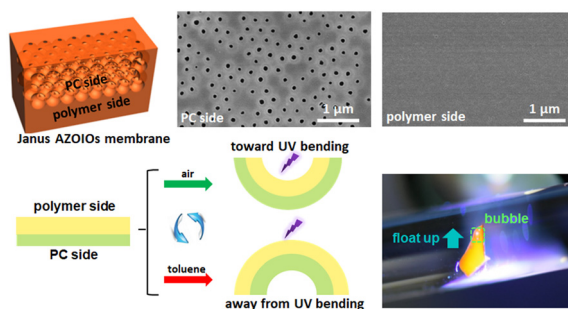 PC side
polymer side
Janus AZOIOs membrane
PC side
1 μm
polymer side
1 μm
toward UV bending
air
polymer side
PC side
toluene
away from UV bending
bubble
float up